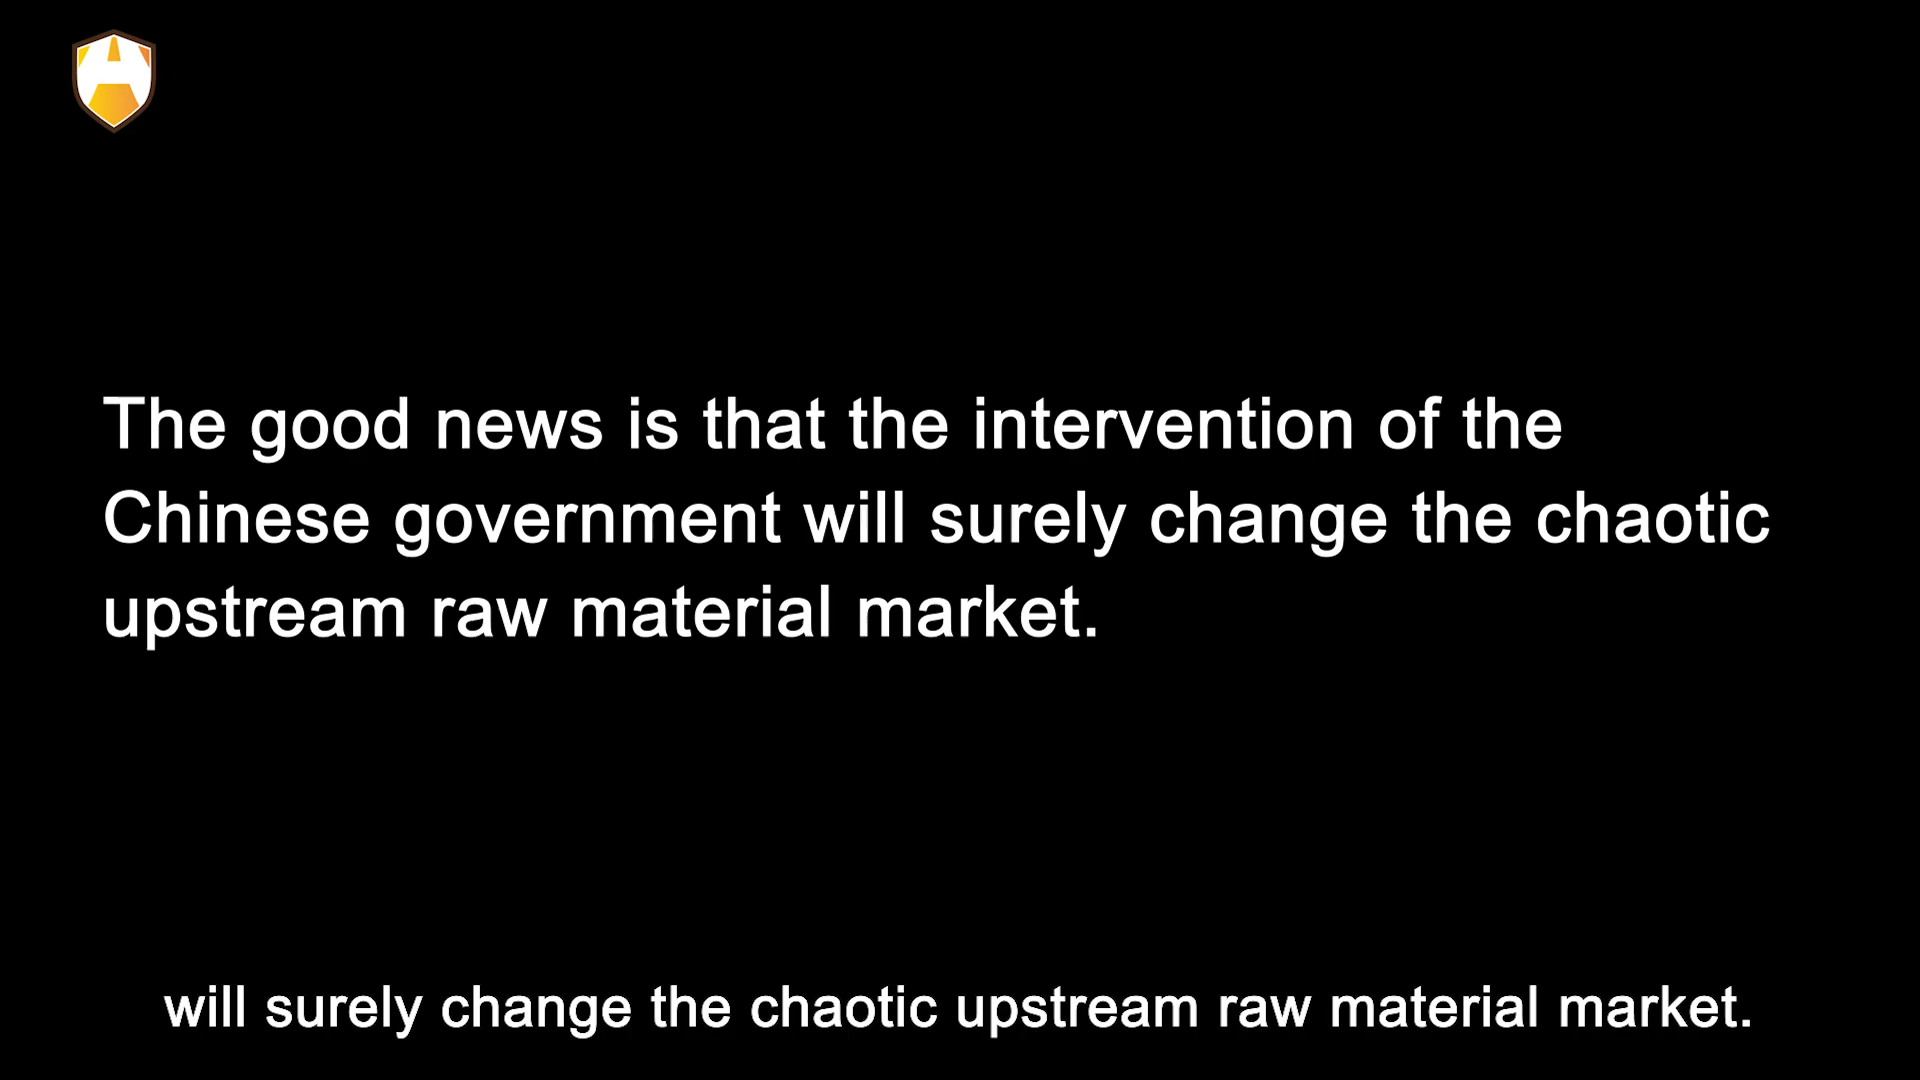 The good news is that the intervention of the
Chinese government will surely change the chaotic
upstream raw material market.
will surely change the chaotic upstream raw material market.